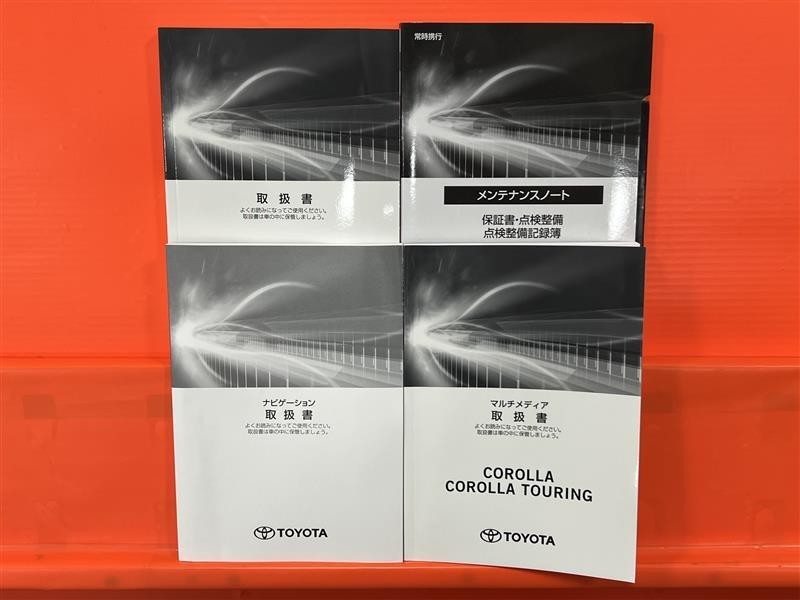 取扱書
よくお読みになってご使用ください。
取扱書は車の中に保管しましょう。
常時携行
メンテナンスノート
保証書・点検整備
点検整備記録簿
ナビゲーション
取扱書
よくお読みになってご使用ください。
取扱書は車の中に保管しましょう。
TOYOTA
マルチメディア
取扱書
よくお読みになってご使用ください。
取扱書は車の中に保管しましょう。
COROLLA
COROLLA TOURING
TOYOTA